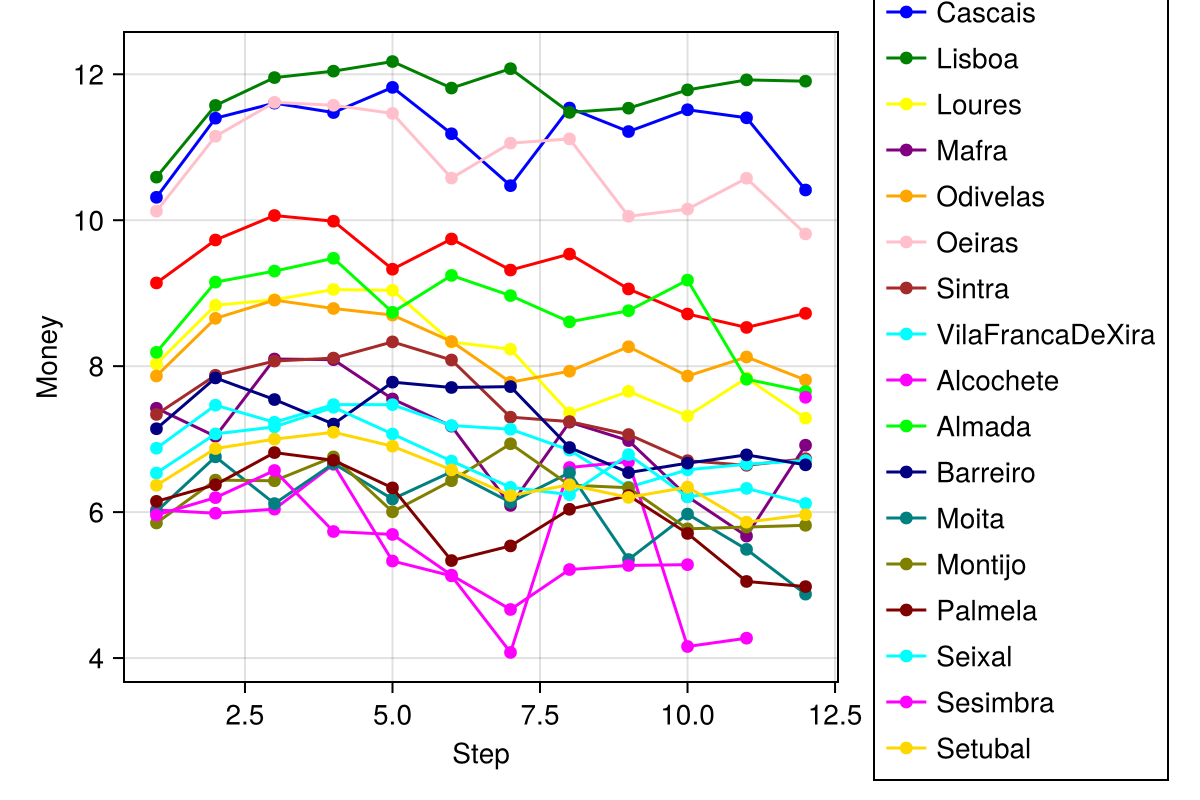 Cascais
Lisboa
Loures
Mafra
Odivelas
Oeiras
Sintra
VilaFrancaDeXira
Alcochete
Almada
Barreiro
Moita
Montijo
Palmela
Seixal
Sesimbra
Setubal
Money
12
10
8
6
4
2.5
5.0
7.5
10.0
12.5
Step